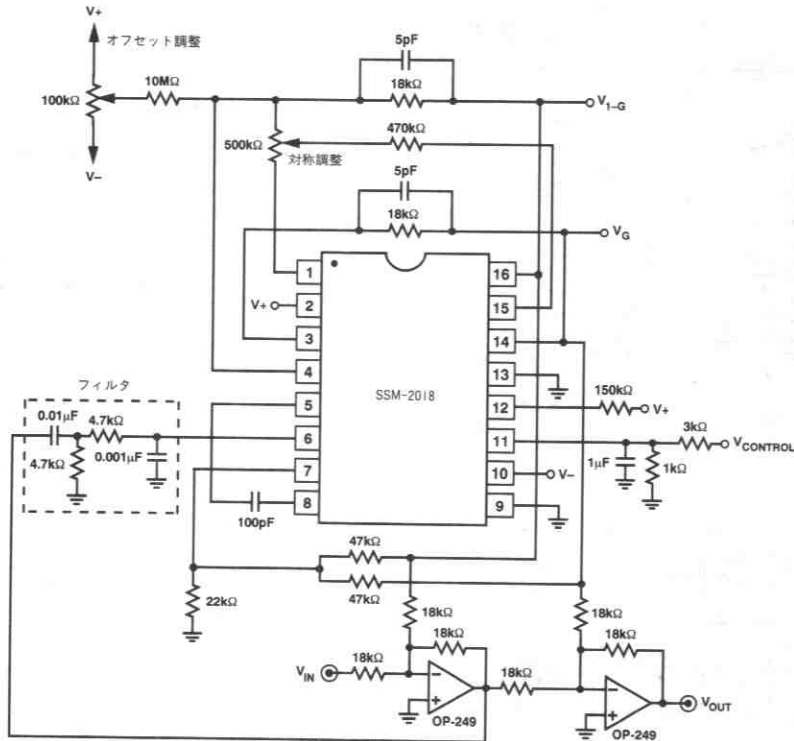 V+
オフセット調整
100kΩ
10MΩ
V−
5pF
18kΩ
V1-G
500kΩ
470kΩ
対称調整
5pF
18kΩ
VG
1
2
3
4
5
6
7
8
16
15
14
13
12
11
10
9
V+
SSM-2018
フィルタ
0.01μF
4.7kΩ
4.7kΩ
0.001μF
100pF
150kΩ
V+
3kΩ
VCONTROL
1μF
1kΩ
V−
47kΩ
47kΩ
22kΩ
18kΩ
18kΩ
18kΩ
18kΩ
VIN
18kΩ
18kΩ
−
+
OP-249
−
+
OP-249
VOUT